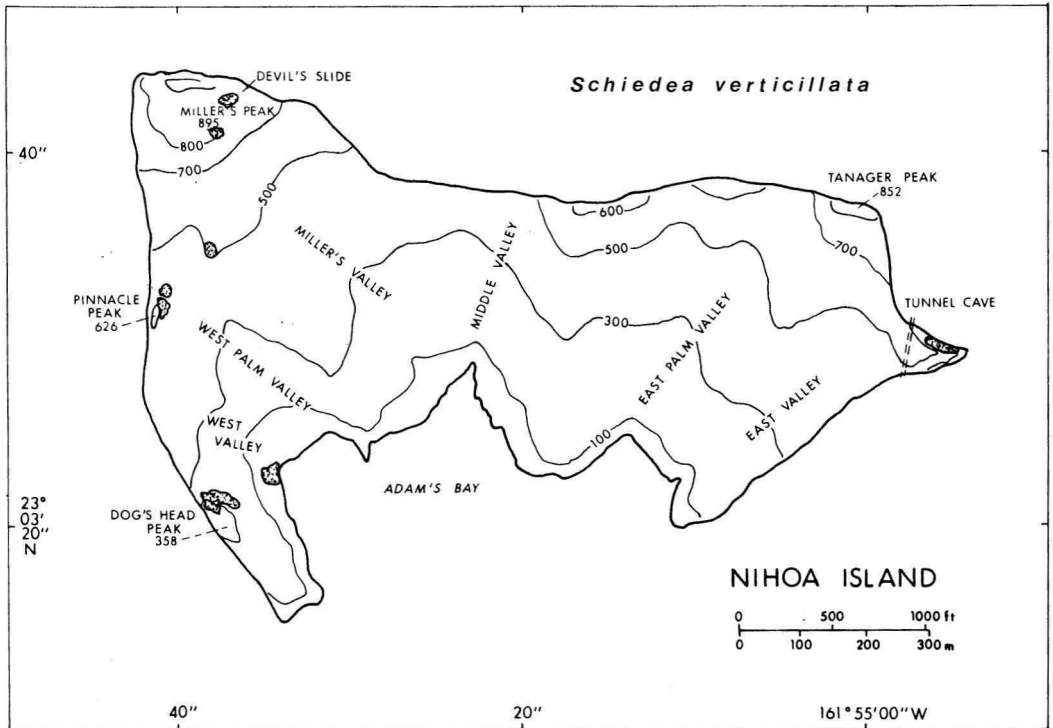 DEVIL'S SLIDE
Schiedea verticillata
MILLER'S PEAK
895
800
40"
700
TANAGER PEAK
852
500
600
MILLER'S VALLEY
MIDDLE VALLEY
500
700
PINNACLE
PEAK
626
TUNNEL CAVE
300
WEST PALM VALLEY
EAST PALM VALLEY
EAST VALLEY
WEST
VALLEY
100
ADAM'S BAY
23°
03'
20"
N
DOG'S HEAD
PEAK
358
NIHOA ISLAND
0 500 1000 ft
0 100 200 300 m
40" 20" 161° 55'00" W